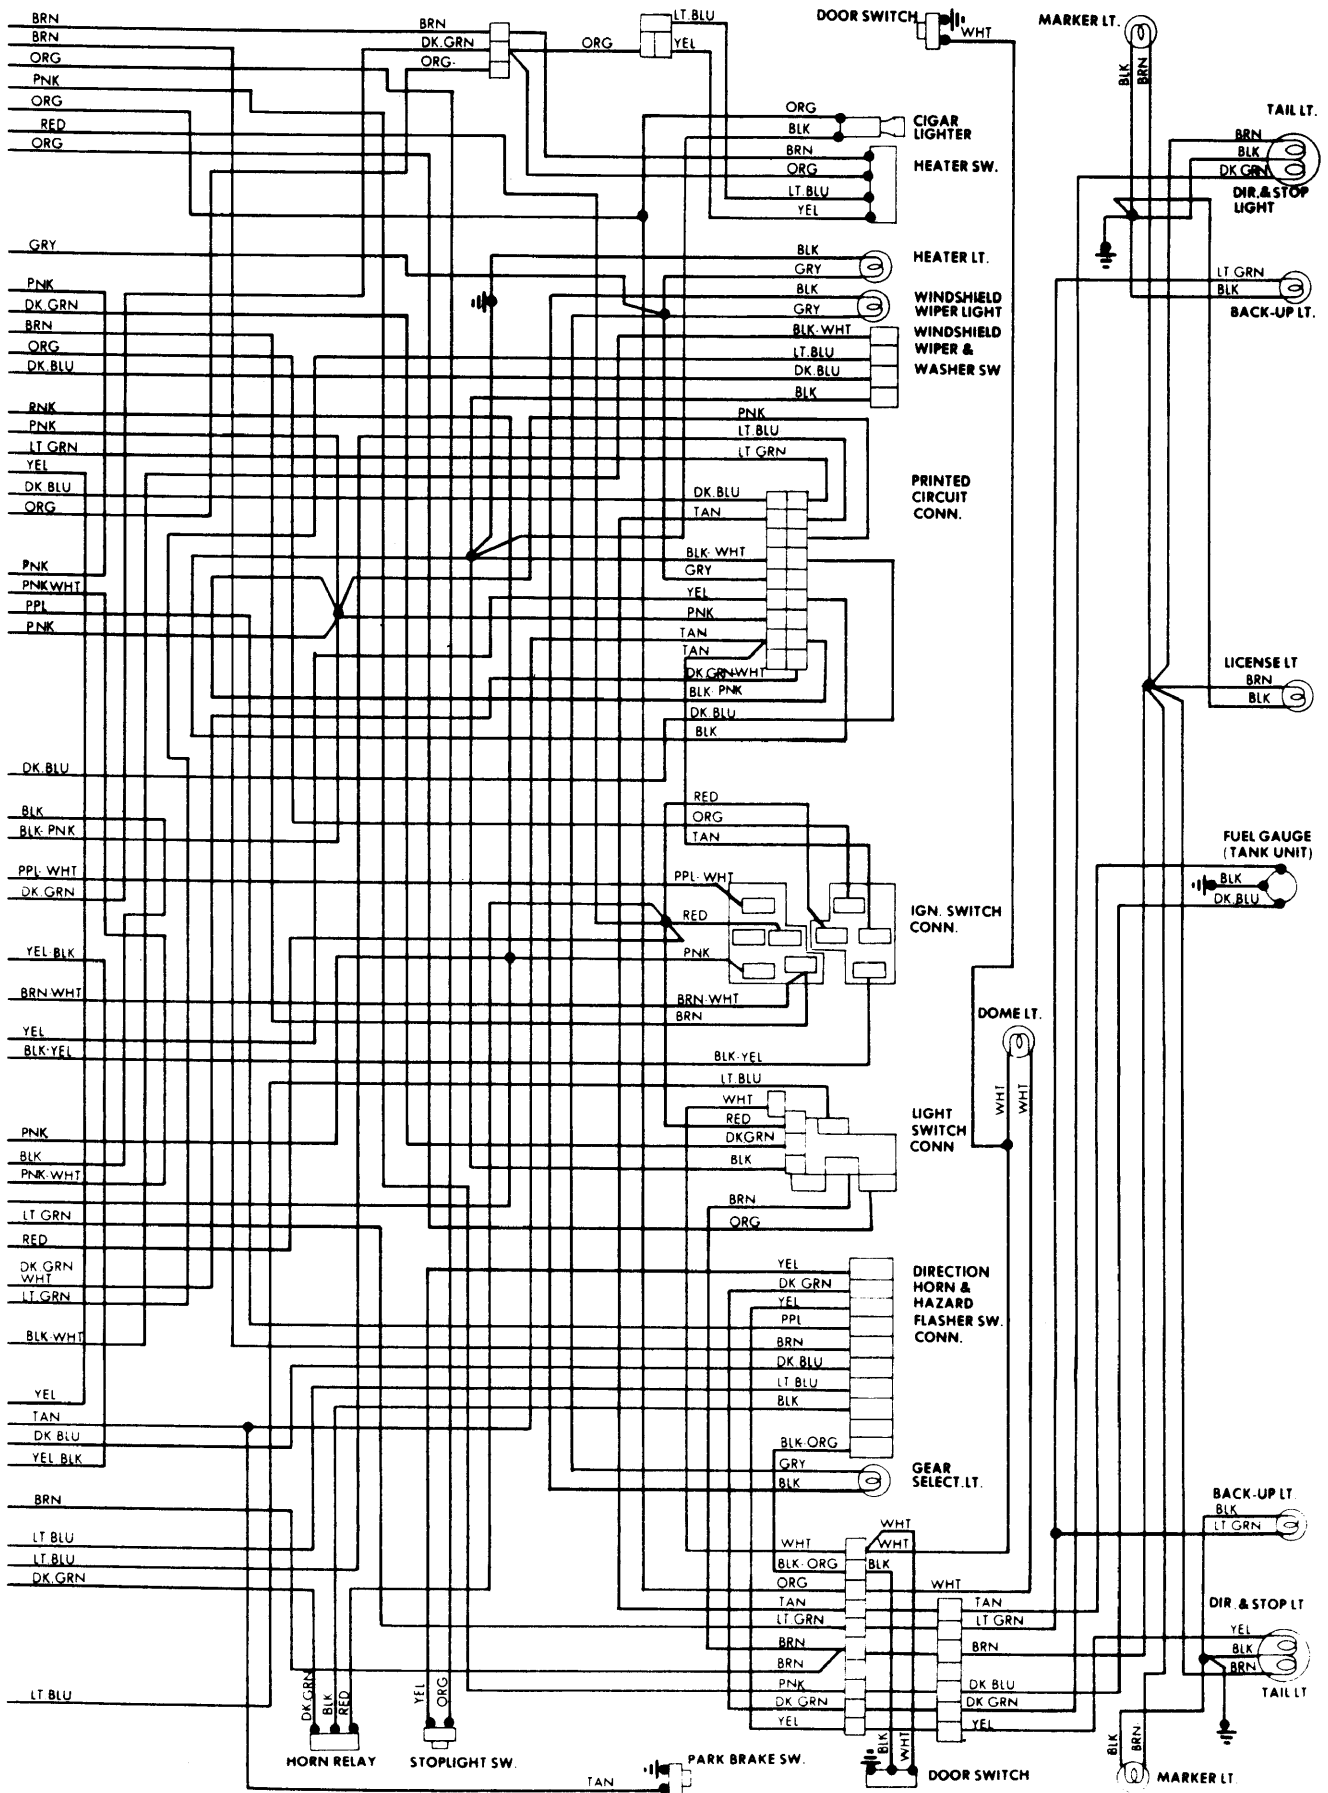 BRN
BRN
ORG
PNK
ORG
RED
ORG
GRY
PNK
DK.GRN
BRN
ORG
DK.BLU
RNK
PNK
LT GRN
YEL
DK BLU
ORG
PNK
PNK WHT
PPL
PNK
DK.BLU
BLK
BLK-PNK
PPL-WHT
DK GRN
YEL-BLK
BRN-WHT
YEL
BLK-YEL
PNK
BLK
PNK-WHT
LT GRN
RED
DK GRN
WHT
LT.GRN
BLK-WHT
YEL
TAN
DK BLU
YEL BLK
BRN
LT BLU
LT.BLU
DK.GRN
LT BLU
BRN
DK.GRN
ORG
ORG
LT.BLU
YEL
DOOR SWITCH
WHT
ORG
BLK
CIGAR
LIGHTER
BRN
ORG
LT.BLU
YEL
HEATER SW.
BLK
GRY
HEATER LT.
BLK
GRY
WINDSHIELD
WIPER LIGHT
BLK-WHT
LT.BLU
DK.BLU
BLK
WINDSHIELD
WIPER &
WASHER SW
PNK
LT.BLU
LT GRN
DK.BLU
TAN
BLK-WHT
GRY
YEL
PNK
TAN
TAN
DK GRN-WHT
BLK-PNK
DK.BLU
BLK
PRINTED
CIRCUIT
CONN.
RED
ORG
TAN
PPL-WHT
RED
PNK
BRN-WHT
BRN
BLK-YEL
IGN. SWITCH
CONN.
LT.BLU
WHT
RED
DKGRN
BLK
BRN
ORG
LIGHT
SWITCH
CONN
YEL
DK GRN
YEL
PPL
BRN
DK BLU
LT BLU
BLK
BLK-ORG
DIRECTION
HORN &
HAZARD
FLASHER SW.
CONN.
GRY
BLK
GEAR
SELECT.LT.
WHT
WHT
WHT
BLK-ORG
BLK
ORG
WHT
TAN
LT.GRN
BRN
BRN
PNK
DK GRN
YEL
TAN
LT GRN
BRN
DK BLU
DK GRN
YEL
DK GRN
BLK
RED
HORN RELAY
YEL
ORG
STOPLIGHT SW.
TAN
PARK BRAKE SW.
BLK
WHT
DOOR SWITCH
DOME LT.
WHT
WHT
MARKER LT.
BLK
BRN
TAIL LT.
BRN
BLK
DK GRN
DIR.& STOP
LIGHT
LT GRN
BLK
BACK-UP LT.
LICENSE LT
BRN
BLK
FUEL GAUGE
(TANK UNIT)
BLK
DK.BLU
BACK-UP LT.
BLK
LT GRN
DIR. & STOP LT
YEL
BLK
BRN
TAIL LT
BLK
BRN
MARKER LT.